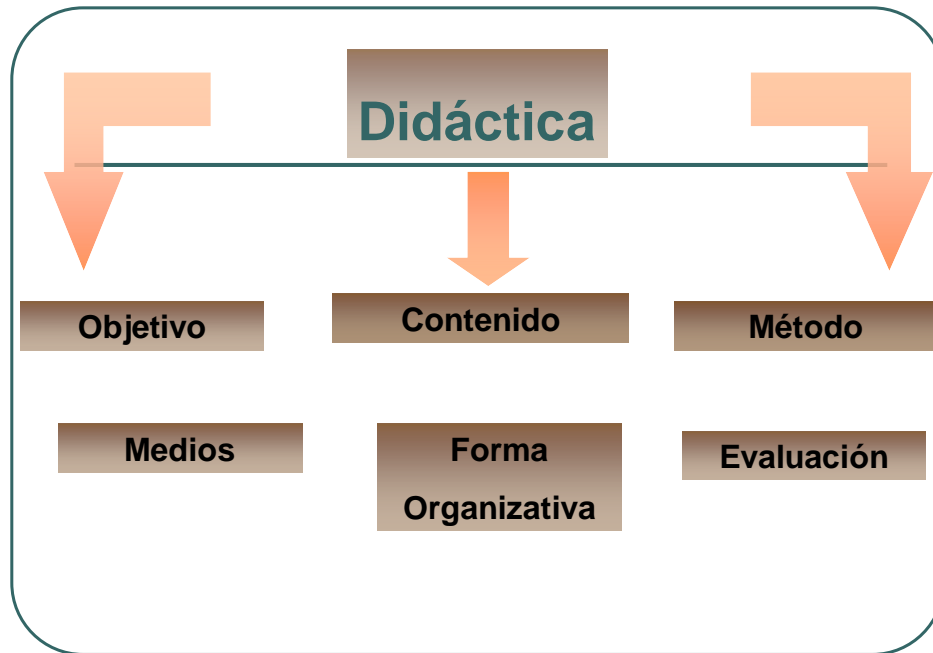 Didáctica
Objetivo
Contenido
Método
Medios
Forma
Organizativa
Evaluación